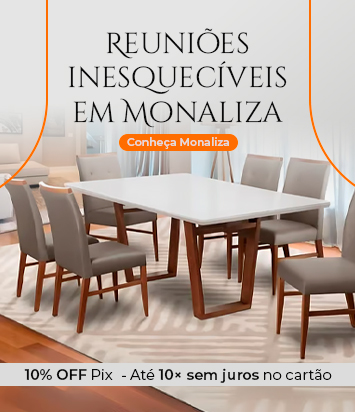 Reuniões
inesquecíveis
em Monaliza
Conheça Monaliza
10% OFF Pix - Até 10× sem juros no cartão